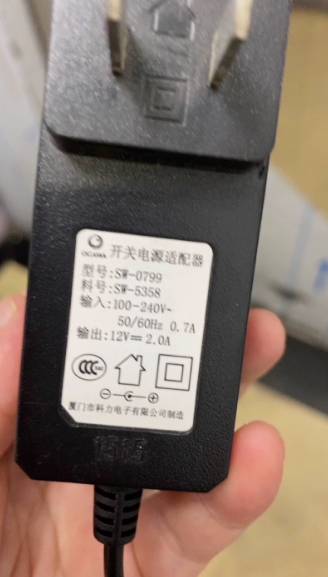 OGAWA 开关电源适配器
型号:SW-0799
料号:SW-5358
输入:100-240V~
50/60Hz 0.7A
输出:12V⎓2.0A
CCC
厦门市科力电子有限公司制造